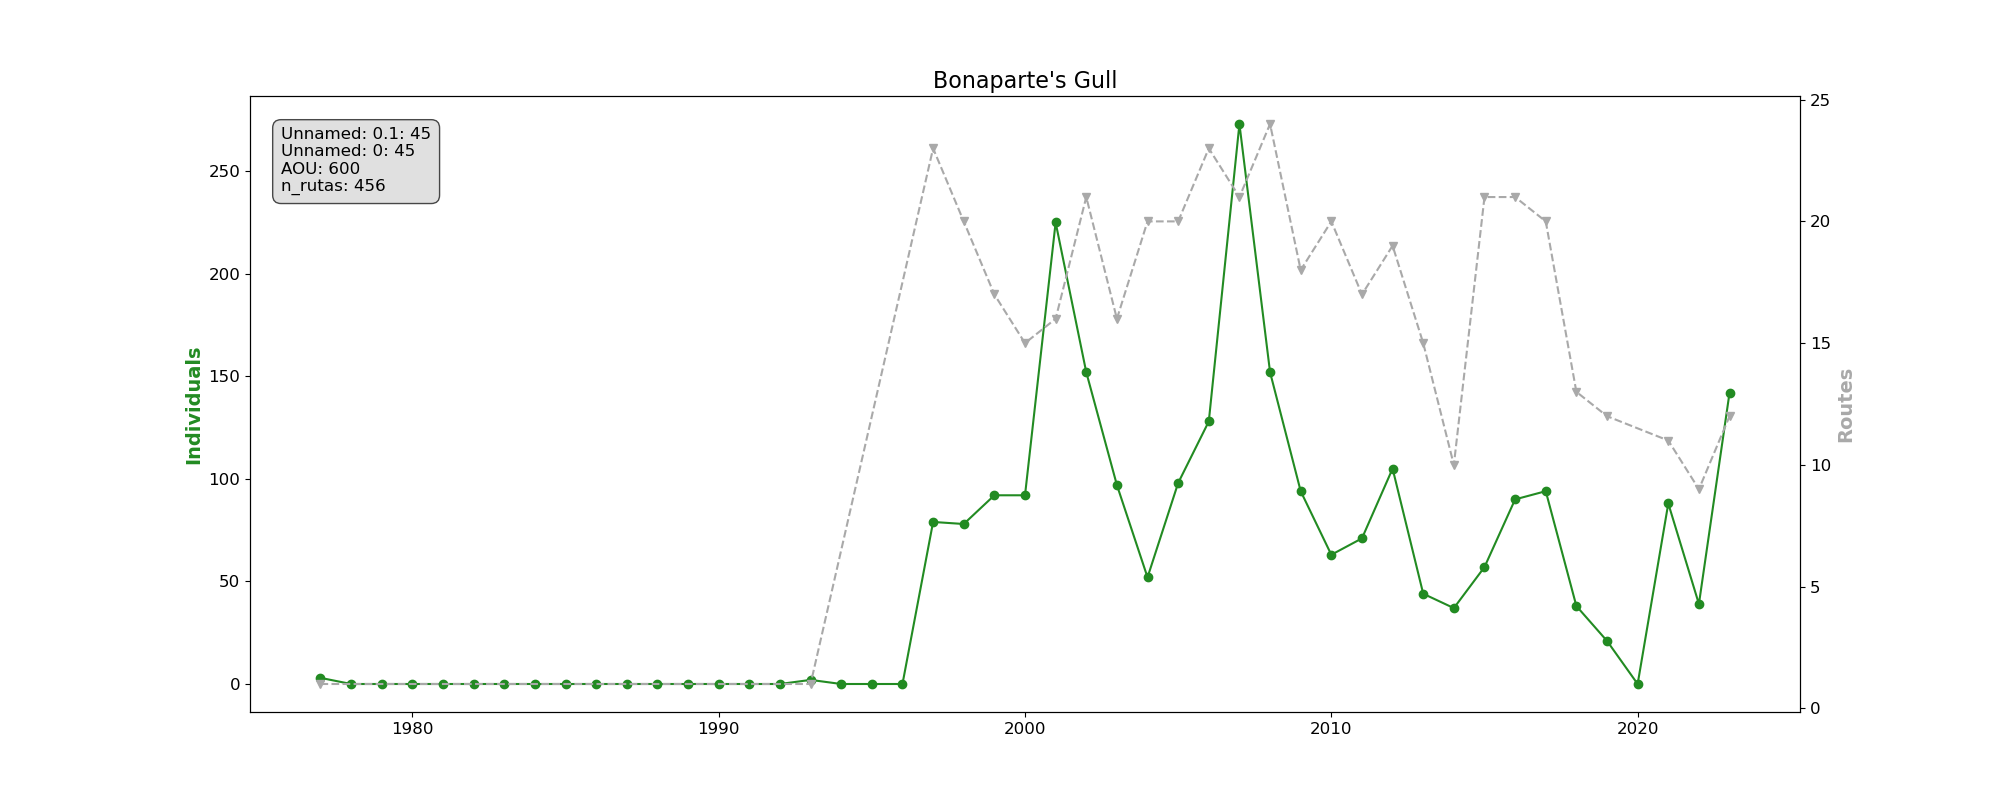 Bonaparte's Gull
Unnamed: 0.1: 45
Unnamed: 0: 45
AOU: 600
n_rutas: 456
Individuals
250
200
150
100
50
0
25
20
15
10
5
0
Routes
1980
1990
2000
2010
2020